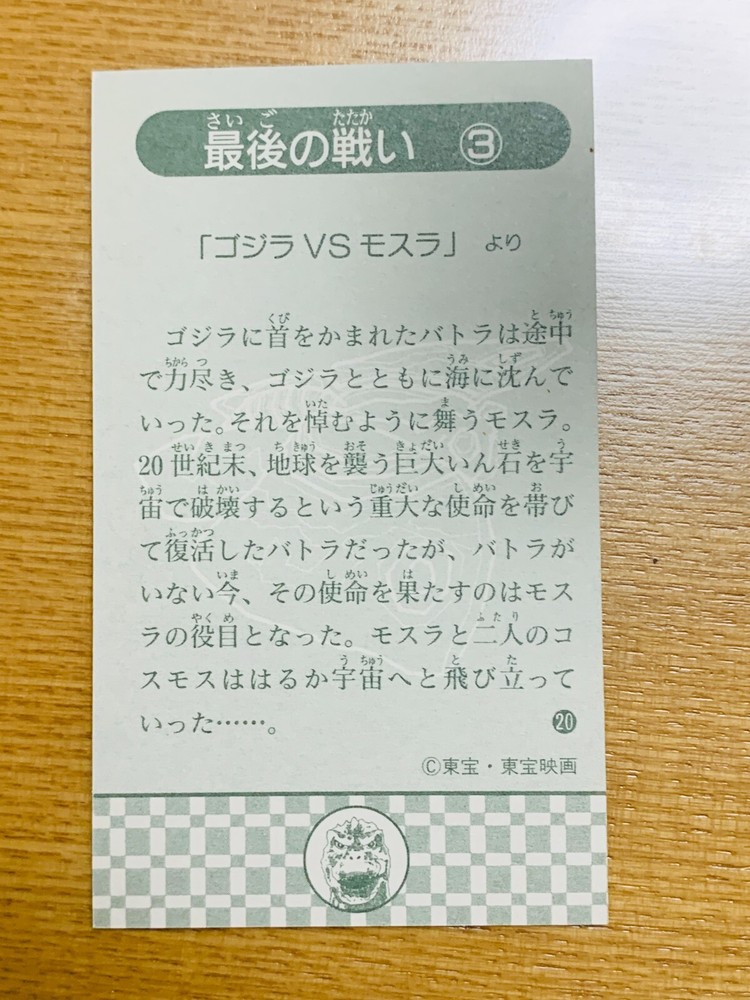 最後の戦い ③
「ゴジラVSモスラ」 より
ゴジラに首をかまれたバトラは途中
で力尽き、ゴジラとともに海に沈んで
いった。それを悼むように舞うモスラ。
20世紀末、地球を襲う巨大いん石を宇
宙で破壊するという重大な使命を帯び
て復活したバトラだったが、バトラが
いない今、その使命を果たすのはモス
ラの役目となった。モスラと二人のコ
スモスははるか宇宙へと飛び立って
いった……。
⓴
©東宝・東宝映画